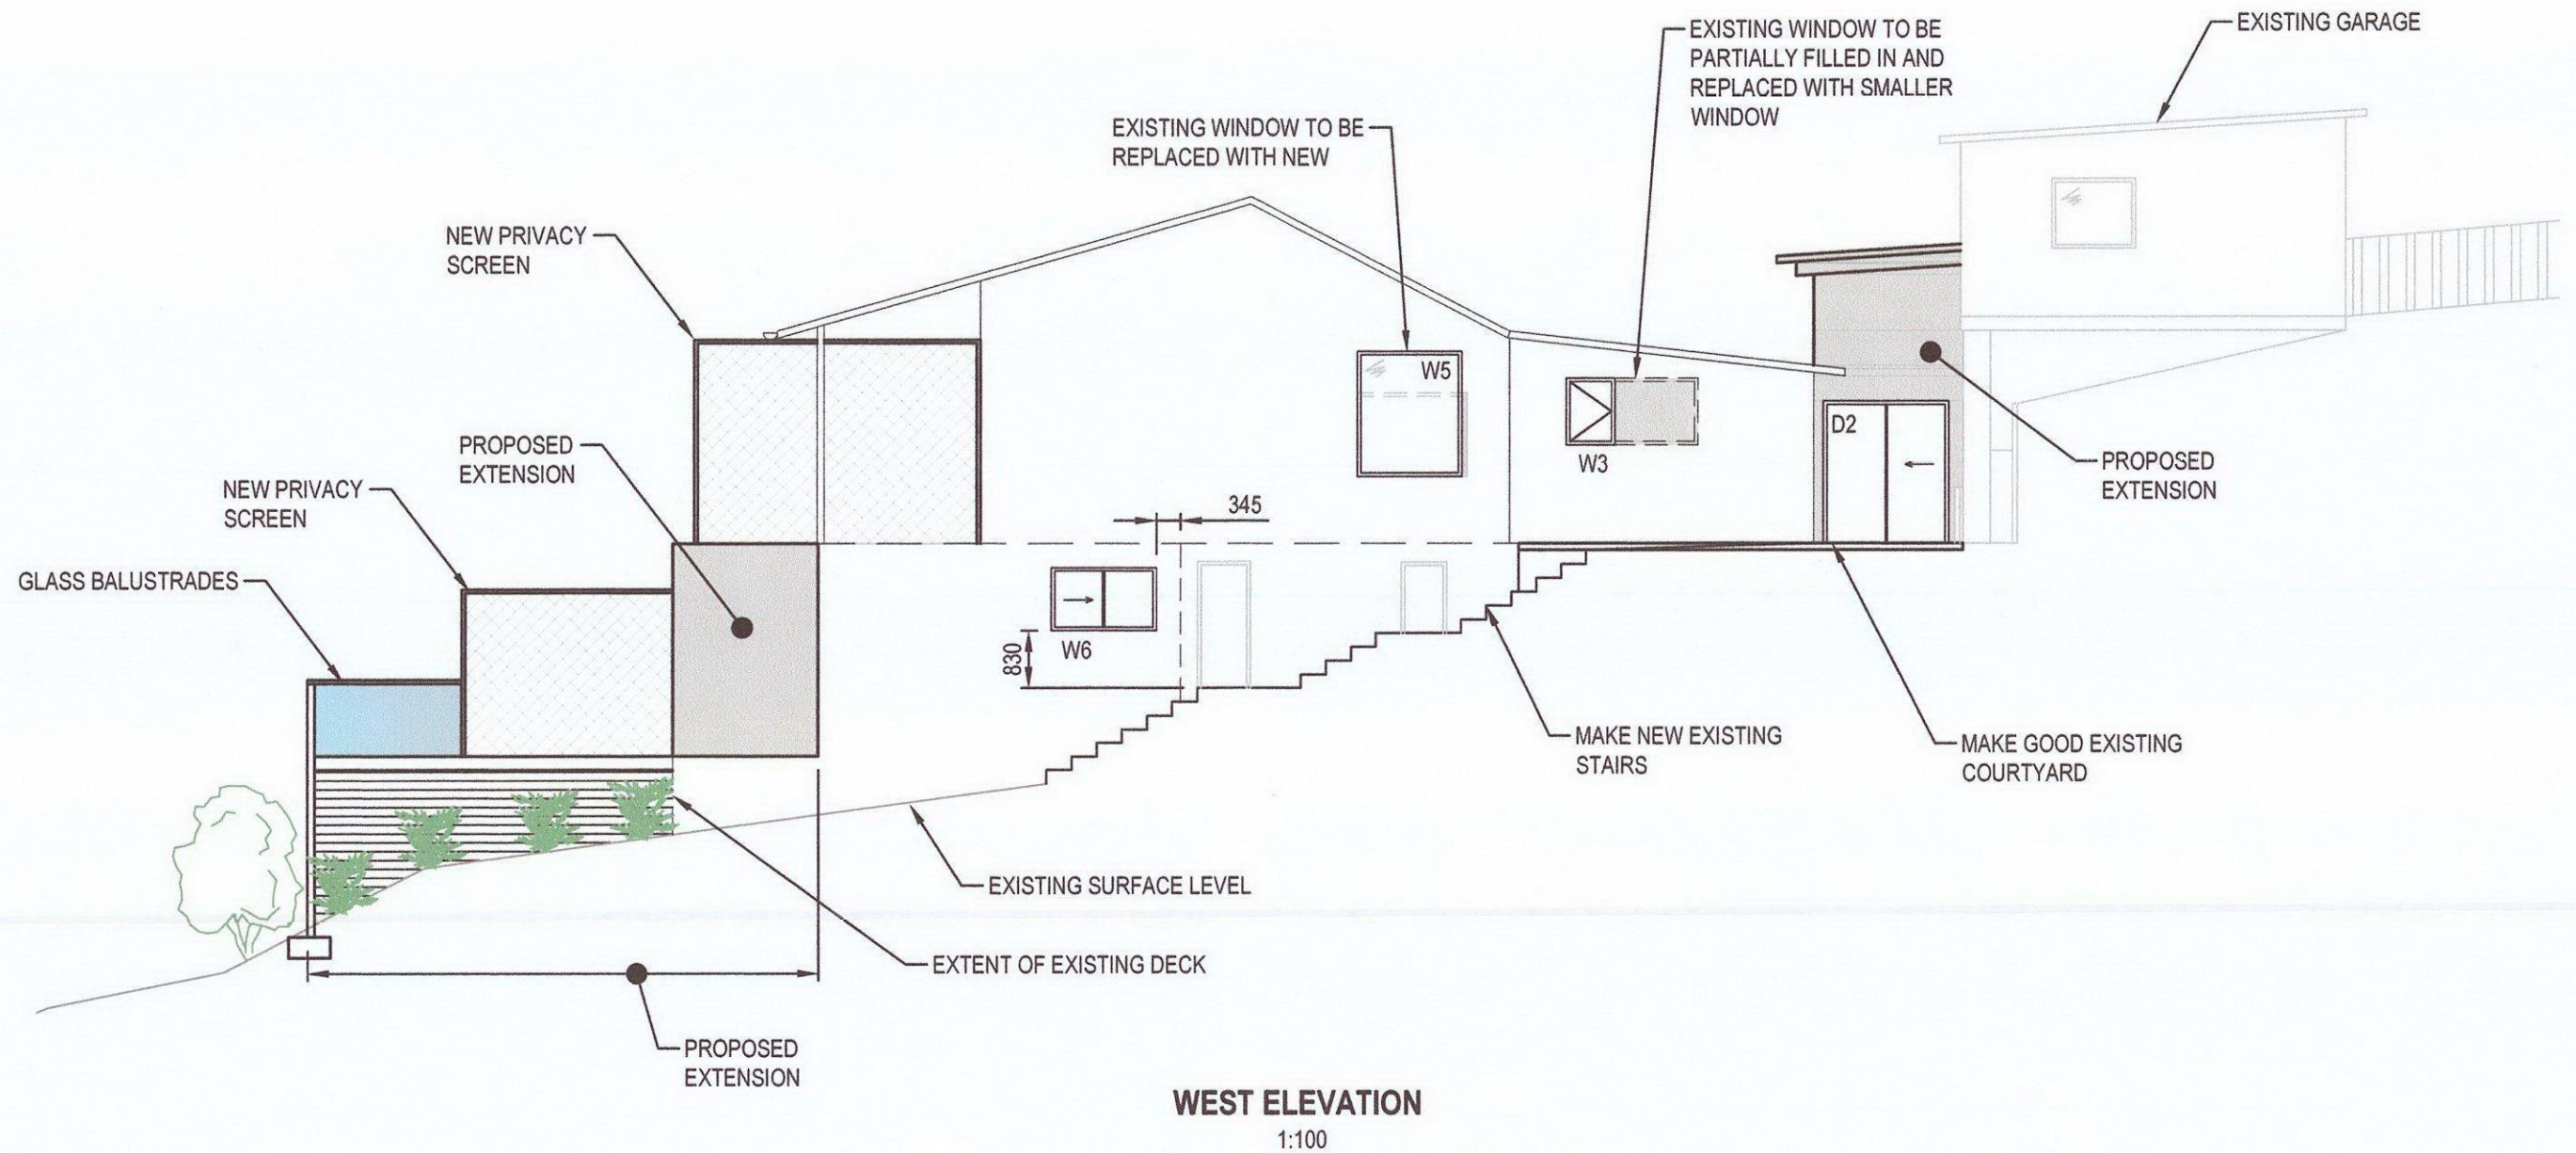 EXISTING GARAGE
EXISTING WINDOW TO BE
PARTIALLY FILLED IN AND
REPLACED WITH SMALLER
WINDOW
EXISTING WINDOW TO BE
REPLACED WITH NEW
NEW PRIVACY
SCREEN
W5
D2
W3
PROPOSED
EXTENSION
PROPOSED
EXTENSION
NEW PRIVACY
SCREEN
345
GLASS BALUSTRADES
W6
830
MAKE NEW EXISTING
STAIRS
MAKE GOOD EXISTING
COURTYARD
EXISTING SURFACE LEVEL
EXTENT OF EXISTING DECK
PROPOSED
EXTENSION
WEST ELEVATION
1:100